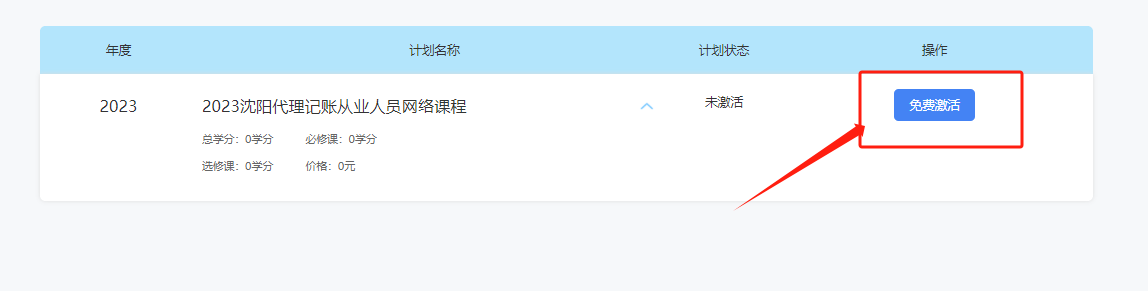 年度 计划名称 计划状态 操作
2023 2023沈阳代理记账从业人员网络课程 未激活 免费激活
总学分：0学分 必修课：0学分
选修课：0学分 价格：0元